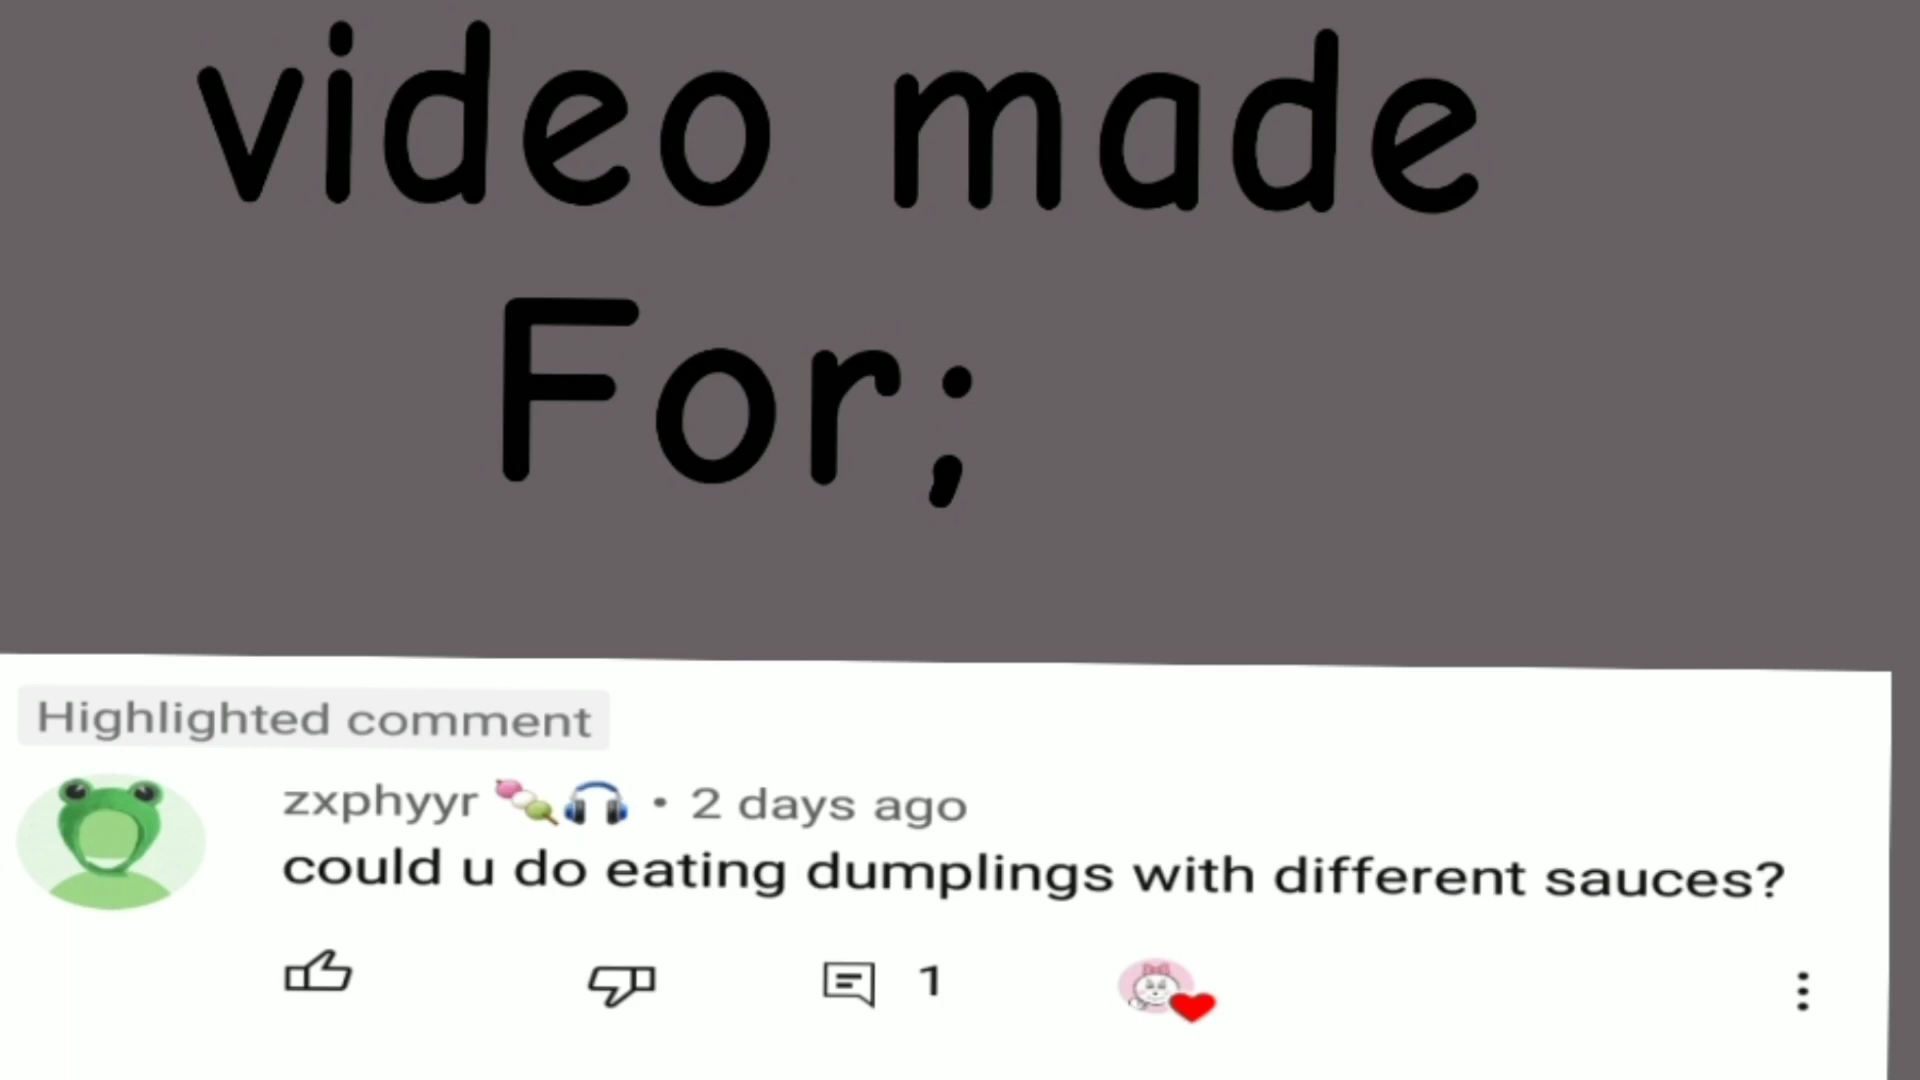 video made
For;
Highlighted comment
zxphyyr 🍡🎧 • 2 days ago
could u do eating dumplings with different sauces?
1